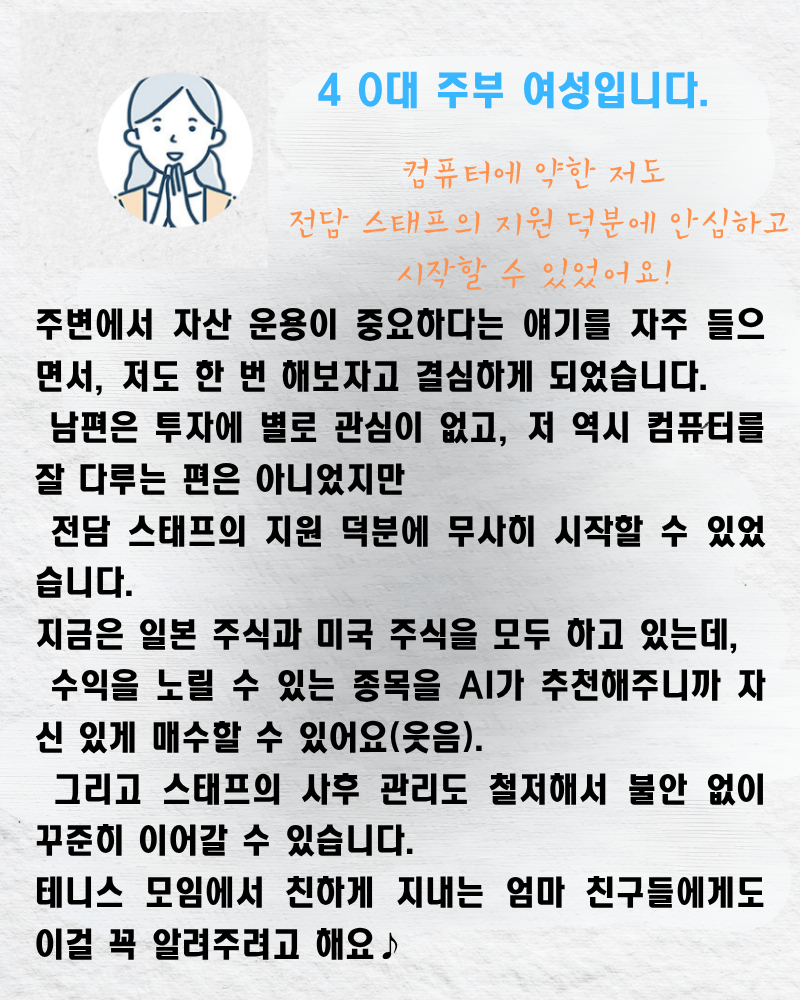 4 0대 주부 여성입니다.
컴퓨터에 약한 저도
전담 스태프의 지원 덕분에 안심하고
시작할 수 있었어요!
주변에서 자산 운용이 중요하다는 얘기를 자주 들으
면서, 저도 한 번 해보자고 결심하게 되었습니다.
남편은 투자에 별로 관심이 없고, 저 역시 컴퓨터를
잘 다루는 편은 아니었지만
전담 스태프의 지원 덕분에 무사히 시작할 수 있었
습니다.
지금은 일본 주식과 미국 주식을 모두 하고 있는데,
수익을 노릴 수 있는 종목을 AI가 추천해주니까 자
신 있게 매수할 수 있어요(웃음).
그리고 스태프의 사후 관리도 철저해서 불안 없이
꾸준히 이어갈 수 있습니다.
테니스 모임에서 친하게 지내는 엄마 친구들에게도
이걸 꼭 알려주려고 해요♪